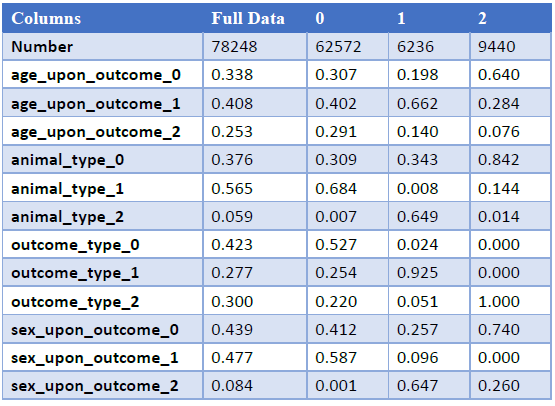 Columns Full Data 0 1 2
Number 78248 62572 6236 9440
age_upon_outcome_0 0.338 0.307 0.198 0.640
age_upon_outcome_1 0.408 0.402 0.662 0.284
age_upon_outcome_2 0.253 0.291 0.140 0.076
animal_type_0 0.376 0.309 0.343 0.842
animal_type_1 0.565 0.684 0.008 0.144
animal_type_2 0.059 0.007 0.649 0.014
outcome_type_0 0.423 0.527 0.024 0.000
outcome_type_1 0.277 0.254 0.925 0.000
outcome_type_2 0.300 0.220 0.051 1.000
sex_upon_outcome_0 0.439 0.412 0.257 0.740
sex_upon_outcome_1 0.477 0.587 0.096 0.000
sex_upon_outcome_2 0.084 0.001 0.647 0.260